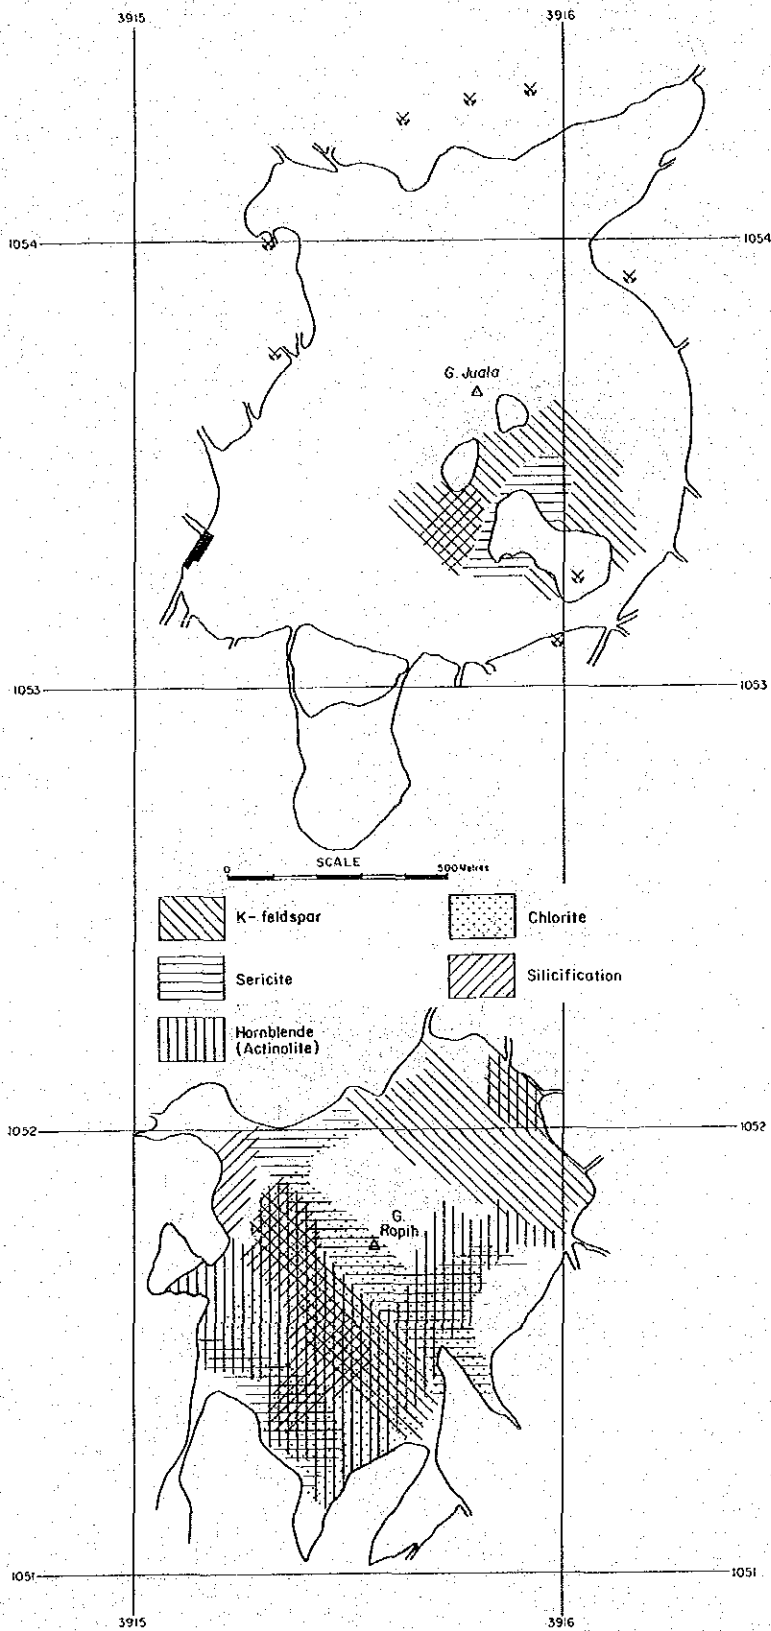 3915
3916
1054
1054
G. Juala
1053
1053
SCALE
0
500 Metres
K- feldspar
Chlorite
Sericite
Silicification
Hornblende
(Actinolite)
1052
1052
G.
Ropih
1051
1051
3915
3916